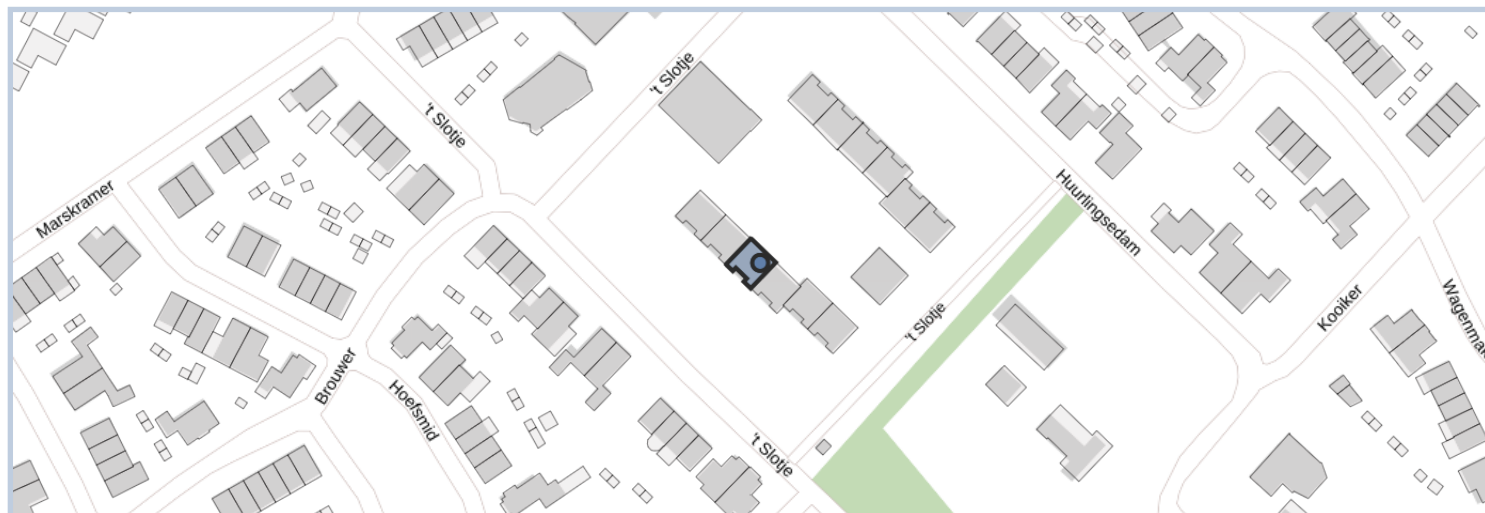 't Slotje
't Slotje
Marskramer
Huurlingsedam
't Slotje
Kooiker
Brouwer
Hoefsmid
't Slotje